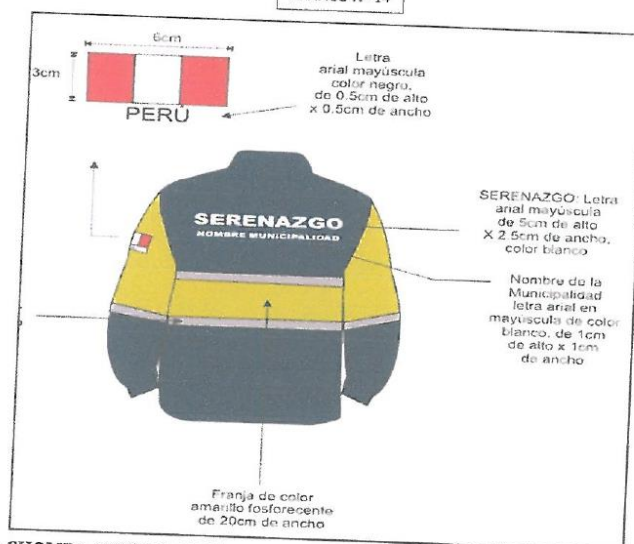 6cm
3cm
PERÚ
Letra
arial mayúscula
color negro,
de 0.5cm de alto
x 0.5cm de ancho
SERENAZGO
NOMBRE MUNICIPALIDAD
SERENAZGO: Letra
arial mayúscula
de 5cm de alto
X 2.5cm de ancho,
color blanco
Nombre de la
Municipalidad
letra arial en
mayúscula de color
blanco, de 1cm
de alto x 1cm
de ancho
Franja de color
amarillo fosforecente
de 20cm de ancho